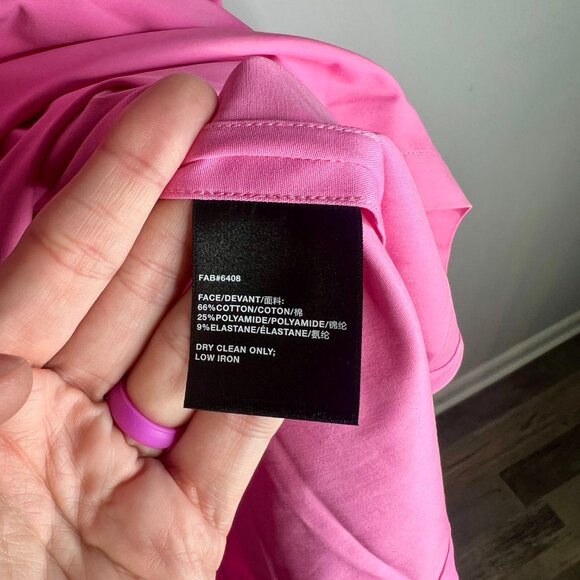 FAB#6408
FACE/DEVANT/面料:
66%COTTON/COTON/棉
25%POLYAMIDE/POLYAMIDE/锦纶
9%ELASTANE/ÉLASTANE/氨纶
DRY CLEAN ONLY;
LOW IRON